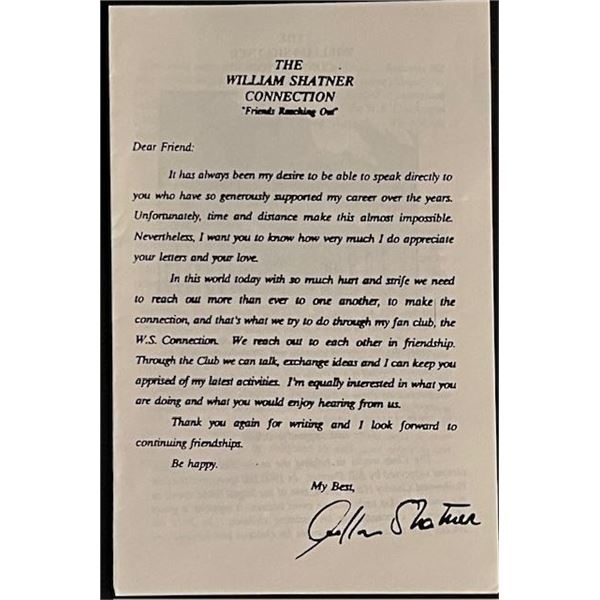 THE
WILLIAM SHATNER
CONNECTION
"Friends Reaching Out"
Dear Friend:
It has always been my desire to be able to speak directly to
you who have so generously supported my career over the years.
Unfortunately, time and distance make this almost impossible.
Nevertheless, I want you to know how very much I do appreciate
your letters and your love.
In this world today with so much hurt and strife we need
to reach out more than ever to one another, to make the
connection, and that's what we try to do through my fan club, the
W.S. Connection. We reach out to each other in friendship.
Through the Club we can talk, exchange ideas and I can keep you
apprised of my latest activities. I'm equally interested in what you
are doing and what you would enjoy hearing from us.
Thank you again for writing and I look forward to
continuing friendships.
Be happy.
My Best,
William Shatner